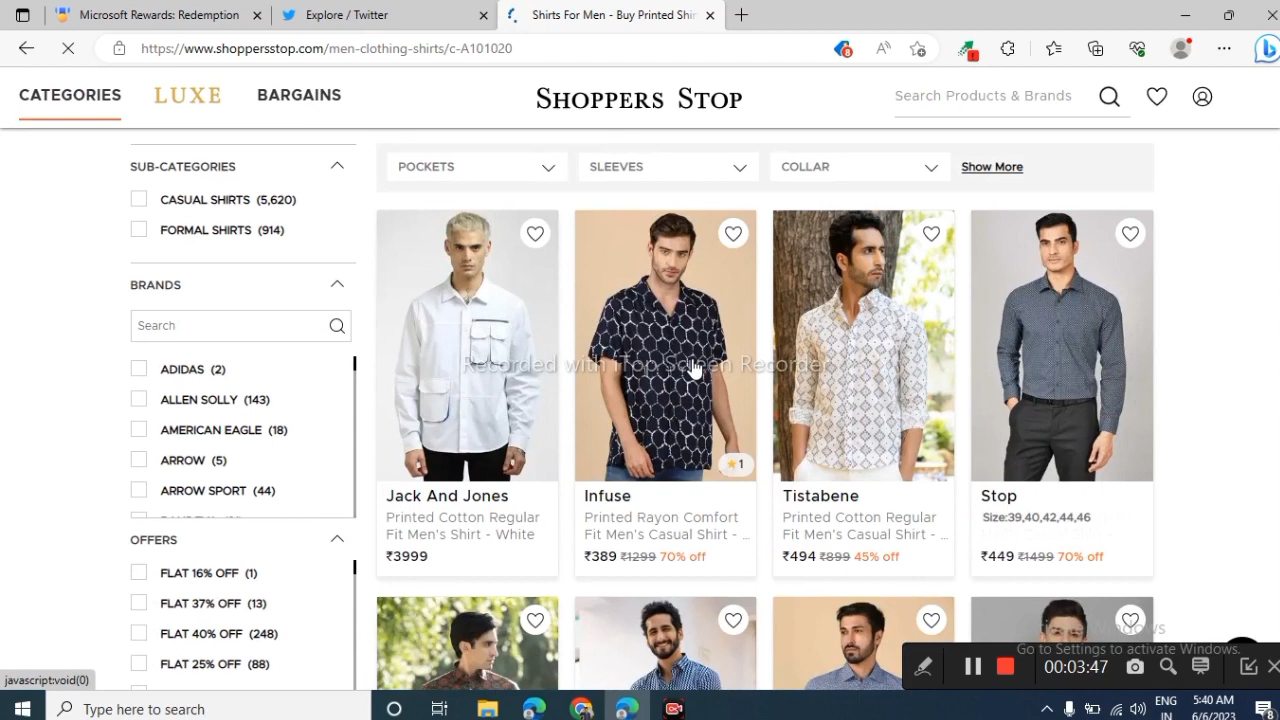 Microsoft Rewards: Redemption
Explore / Twitter
Shirts For Men - Buy Printed Shir
https://www.shoppersstop.com/men-clothing-shirts/c-A101020
8
CATEGORIES
LUXE
BARGAINS
SHOPPERS STOP
Search Products & Brands
SUB-CATEGORIES
CASUAL SHIRTS (5,620)
FORMAL SHIRTS (914)
BRANDS
Search
ADIDAS (2)
ALLEN SOLLY (143)
AMERICAN EAGLE (18)
ARROW (5)
ARROW SPORT (44)
OFFERS
FLAT 16% OFF (1)
FLAT 37% OFF (13)
FLAT 40% OFF (248)
FLAT 25% OFF (88)
POCKETS
SLEEVES
COLLAR
Show More
Recorded with iTop Screen Recorder
1
Jack And Jones
Printed Cotton Regular
Fit Men's Shirt - White
₹3999
Infuse
Printed Rayon Comfort
Fit Men's Casual Shirt - ...
₹389 ₹1299 70% off
Tistabene
Printed Cotton Regular
Fit Men's Casual Shirt - ...
₹494 ₹899 45% off
Stop
Size:39,40,42,44,46
₹449 ₹1499 70% off
Go to Settings to activate Windows.
00:03:47
javascript:void(0)
Type here to search
ENG
IN
5:40 AM
6/6/2023